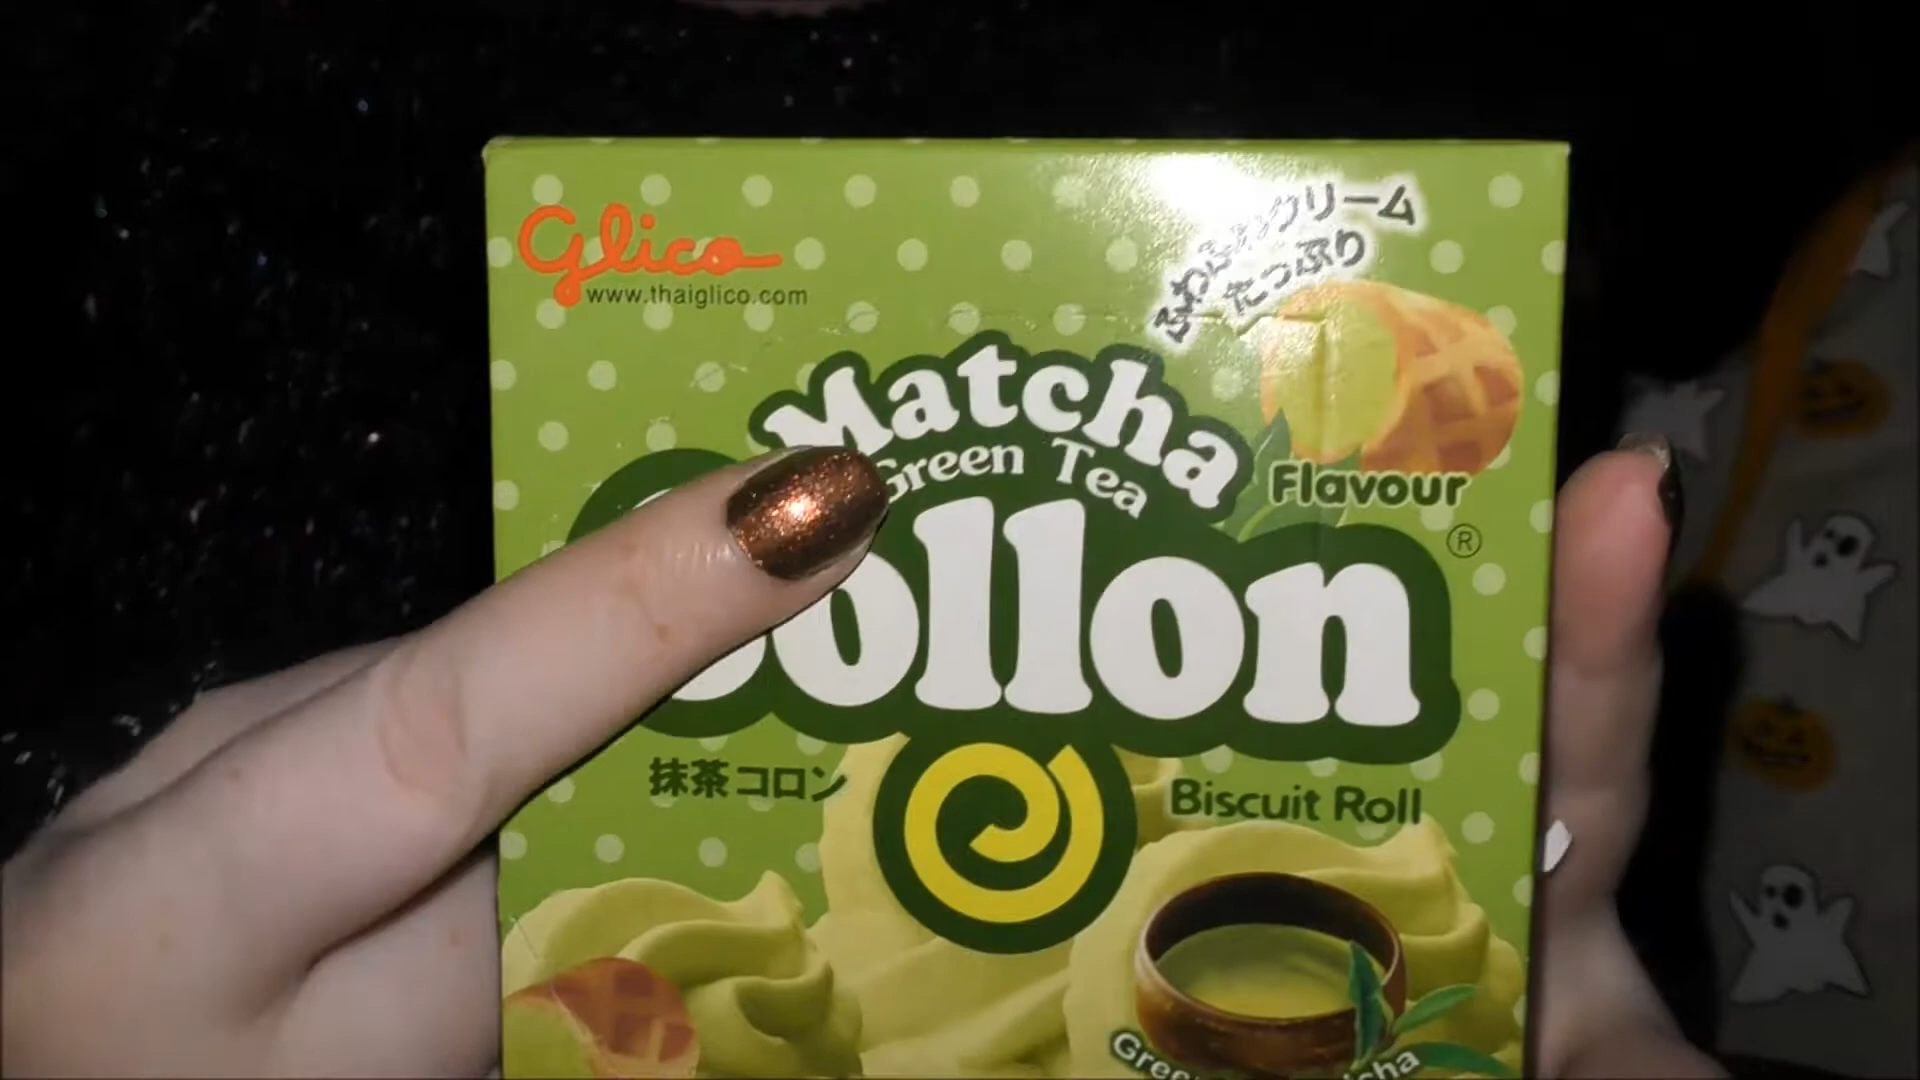 Glico
www.thaiglico.com
ふわふわクリーム
たっぷり
Matcha
Green Tea
Flavour
ollon
®
抹茶コロン
Biscuit Roll